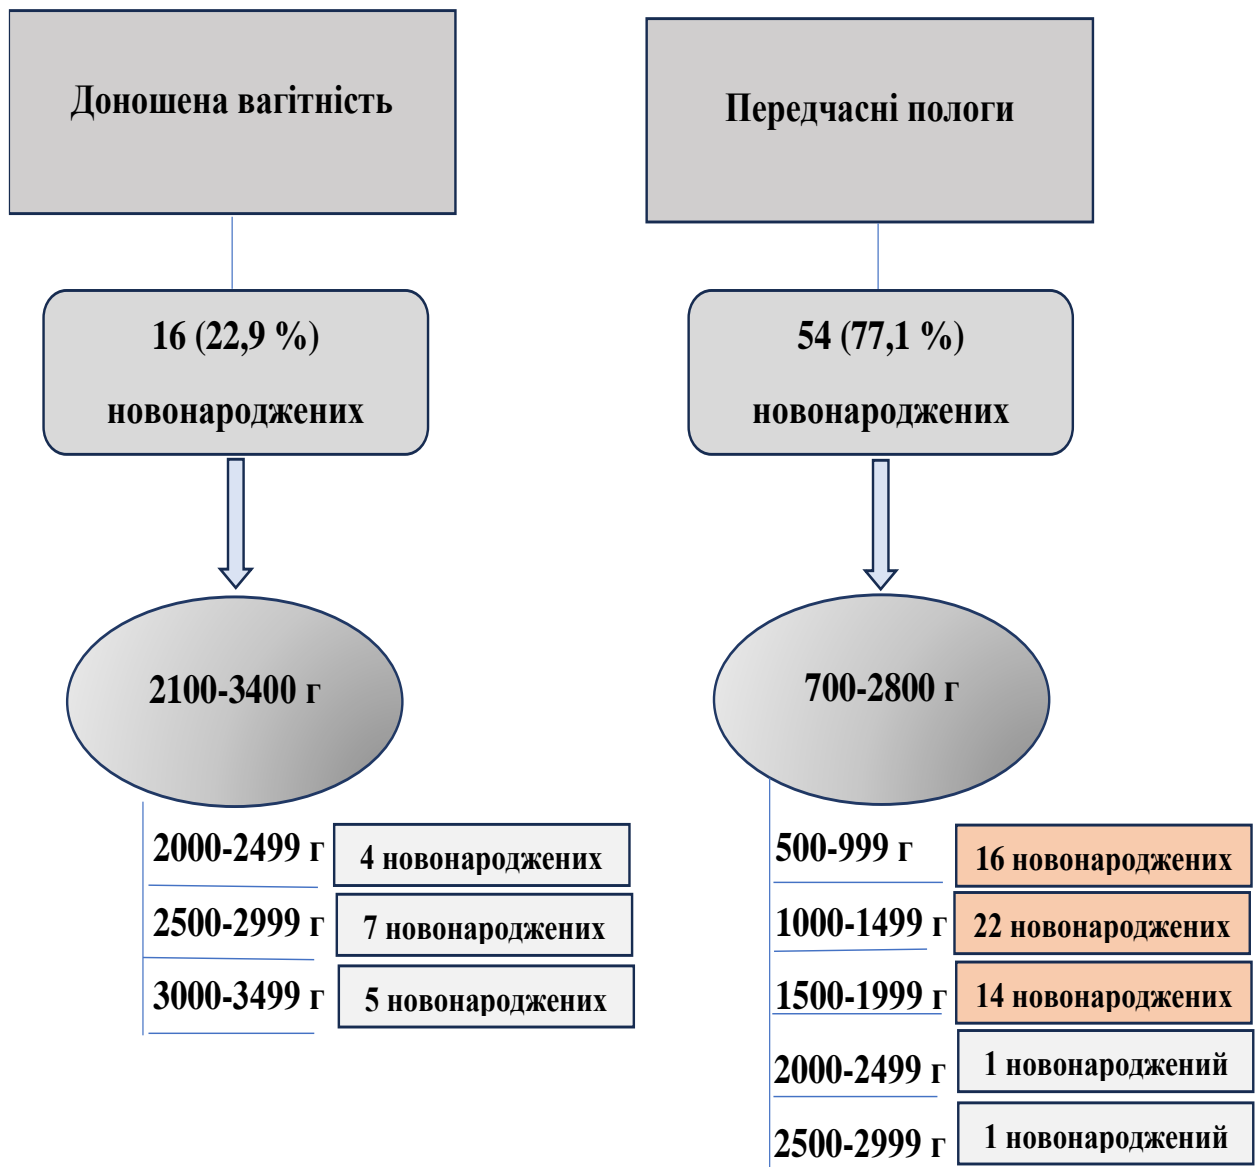 Доношена вагітність
16 (22,9 %)
новонароджених
2100-3400 г
2000-2499 г
4 новонароджених
2500-2999 г
7 новонароджених
3000-3499 г
5 новонароджених
Передчасні пологи
54 (77,1 %)
новонароджених
700-2800 г
500-999 г
16 новонароджених
1000-1499 г
22 новонароджених
1500-1999 г
14 новонароджених
2000-2499 г
1 новонароджений
2500-2999 г
1 новонароджений